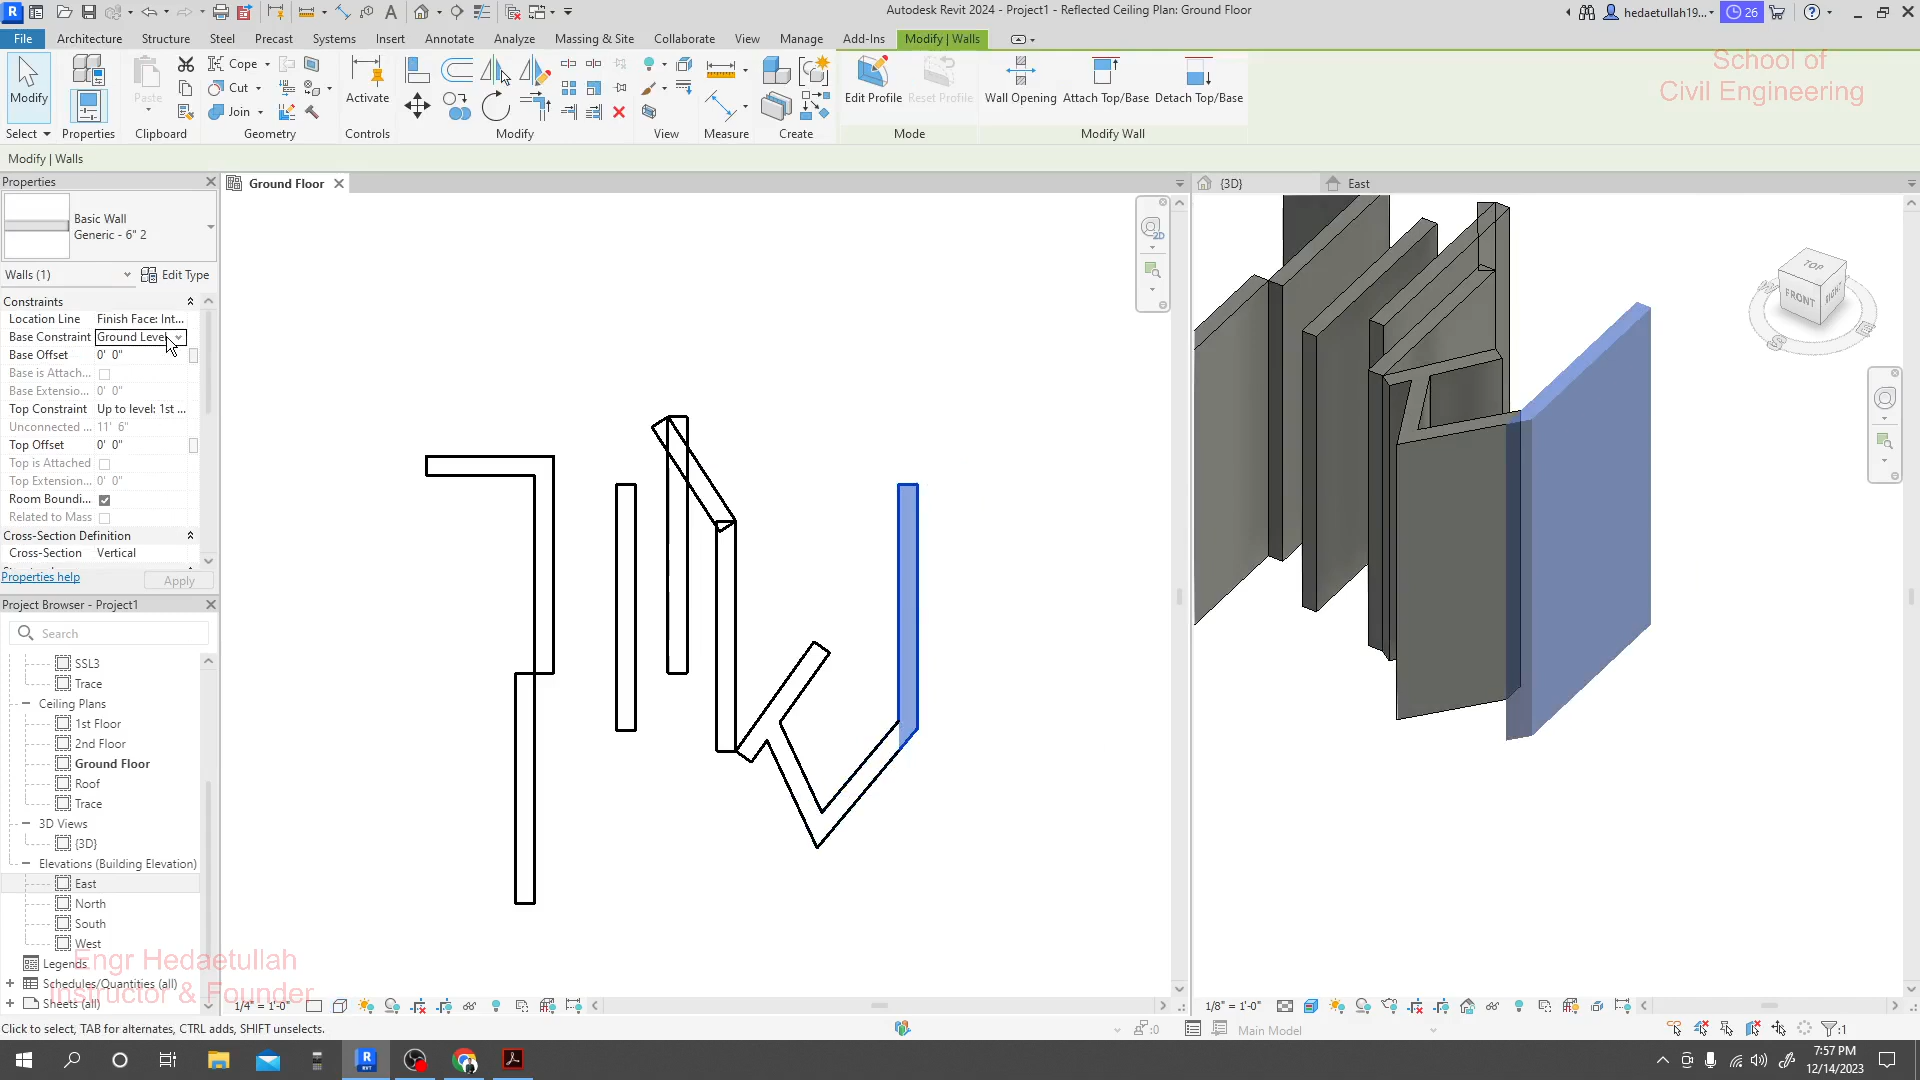 Autodesk Revit 2024 - Project1 - Reflected Ceiling Plan: Ground Floor
hedaetullah19...
26
File Architecture Structure Steel Precast Systems Insert Annotate Analyze Massing & Site Collaborate View Manage Add-Ins Modify | Walls
School of
Civil Engineering
Modify
Paste
Cope
Cut
Join
Activate
Edit Profile Reset Profile Wall Opening Attach Top/Base Detach Top/Base
Select Properties Clipboard Geometry Controls Modify View Measure Create Mode Modify Wall
Modify | Walls
Properties
Ground Floor
{3D}
East
Basic Wall
Generic - 6" 2
Walls (1)
Edit Type
Constraints
Location Line Finish Face: Int...
Base Constraint Ground Level
Base Offset 0' 0"
Base is Attach...
Base Extensio... 0' 0"
Top Constraint Up to level: 1st ...
Unconnected ... 11' 6"
Top Offset 0' 0"
Top is Attached
Top Extension... 0' 0"
Room Boundi...
Related to Mass
Cross-Section Definition
Cross-Section Vertical
Properties help
Apply
Project Browser - Project1
Search
SSL3
Trace
Ceiling Plans
1st Floor
2nd Floor
Ground Floor
Roof
Trace
3D Views
{3D}
Elevations (Building Elevation)
East
North
South
West
Legends
Schedules/Quantities (all)
Sheets (all)
Engr Hedaetullah
Instructor & Founder
2D
TOP
FRONT
RIGHT
S
E
1/4" = 1'-0"
1/8" = 1'-0"
Click to select, TAB for alternates, CTRL adds, SHIFT unselects.
:0
Main Model
:1
7:57 PM
12/14/2023